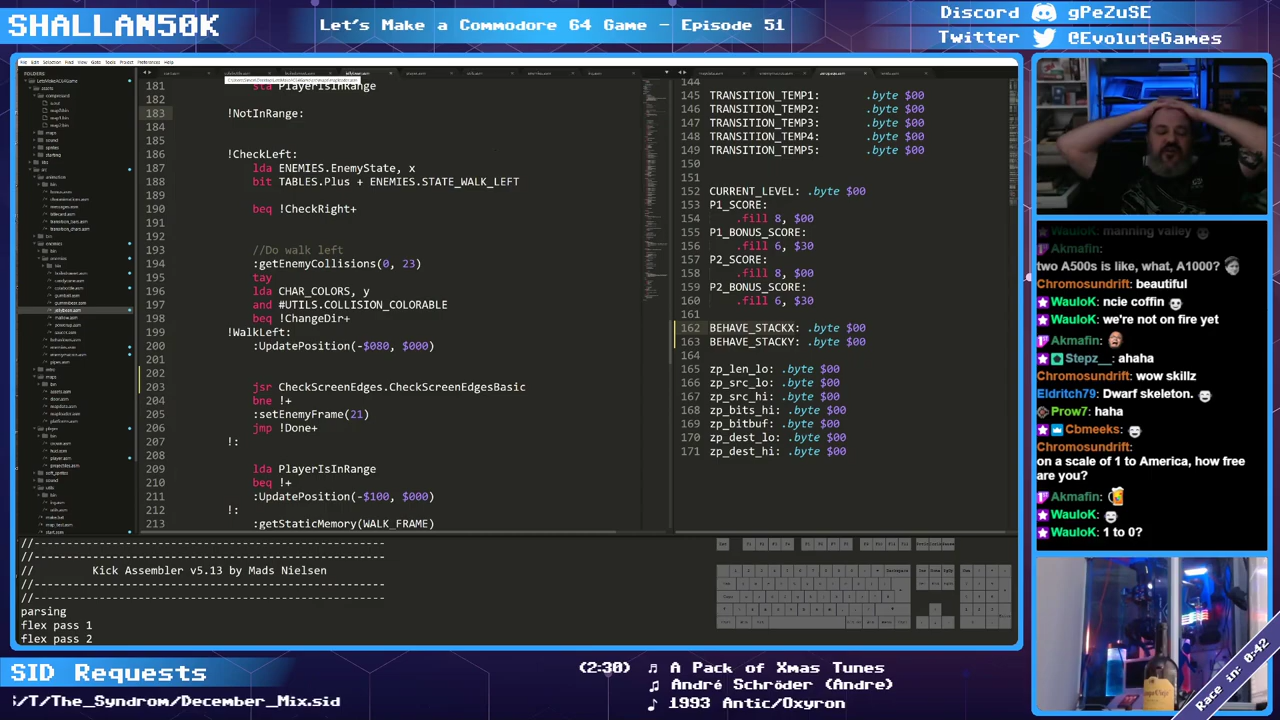 SHALLAN50K
Let's Make a Commodore 64 Game - Episode 51
Discord gPeZuSE
Twitter @EvoluteGames
FOLDERS
181 sta PlayerIsInRange
182
183 !NotInRange:
184
185
186 !CheckLeft:
187 lda ENEMIES.EnemyState, x
188 bit TABLES.Plus + ENEMIES.STATE_WALK_LEFT
189
190 beq !CheckRight+
191
192
193 //Do walk left
194 :getEnemyCollisions(0, 23)
195 tay
196 lda CHAR_COLORS, y
197 and #UTILS.COLLISION_COLORABLE
198 beq !ChangeDir+
199 !WalkLeft:
200 :UpdatePosition(-$080, $000)
201
202
203 jsr CheckScreenEdges.CheckScreenEdgesBasic
204 bne !+
205 :setEnemyFrame(21)
206 jmp !Done+
207 !:
208
209 lda PlayerIsInRange
210 beq !+
211 :UpdatePosition(-$100, $000)
212 !:
213 :getStaticMemory(WALK_FRAME)
144
145 TRANSITION_TEMP1: .byte $00
146 TRANSITION_TEMP2: .byte $00
147 TRANSITION_TEMP3: .byte $00
148 TRANSITION_TEMP4: .byte $00
149 TRANSITION_TEMP5: .byte $00
150
151
152 CURRENT_LEVEL: .byte $00
153 P1_SCORE:
154 .fill 8, $00
155 P1_BONUS_SCORE:
156 .fill 6, $30
157 P2_SCORE:
158 .fill 8, $00
159 P2_BONUS_SCORE:
160 .fill 6, $30
161
162 BEHAVE_STACKX: .byte $00
163 BEHAVE_STACKY: .byte $00
164
165 zp_len_lo: .byte $00
166 zp_src_lo: .byte $00
167 zp_src_hi: .byte $00
168 zp_bits_hi: .byte $00
169 zp_bitbuf: .byte $00
170 zp_dest_lo: .byte $00
171 zp_dest_hi: .byte $00
WauloK: manning valley
Akmafin:
two A500s is like, what, A1000?
Chromosundrift: beautiful
WauloK: ncie coffin
WauloK: we're not on fire yet
Akmafin:
Stepz__: ahaha
Chromosundrift: wow skillz
Eldritch79: Dwarf skeleton.
Prow7: haha
Cbmeeks:
Chromosundrift:
on a scale of 1 to America, how free
are you?
Akmafin: (
WauloK:
WauloK: 1 to 0?
//------------------------------------------------------
//------------------------------------------------------
// Kick Assembler v5.13 by Mads Nielsen
//------------------------------------------------------
//------------------------------------------------------
parsing
flex pass 1
flex pass 2
SID Requests
/T/The_Syndrom/December_Mix.sid
(2:30) ♫ A Pack of Xmas Tunes
♫ André Schröder (Andre)
♪ 1993 Antic/Oxyron
Race in: 0:42